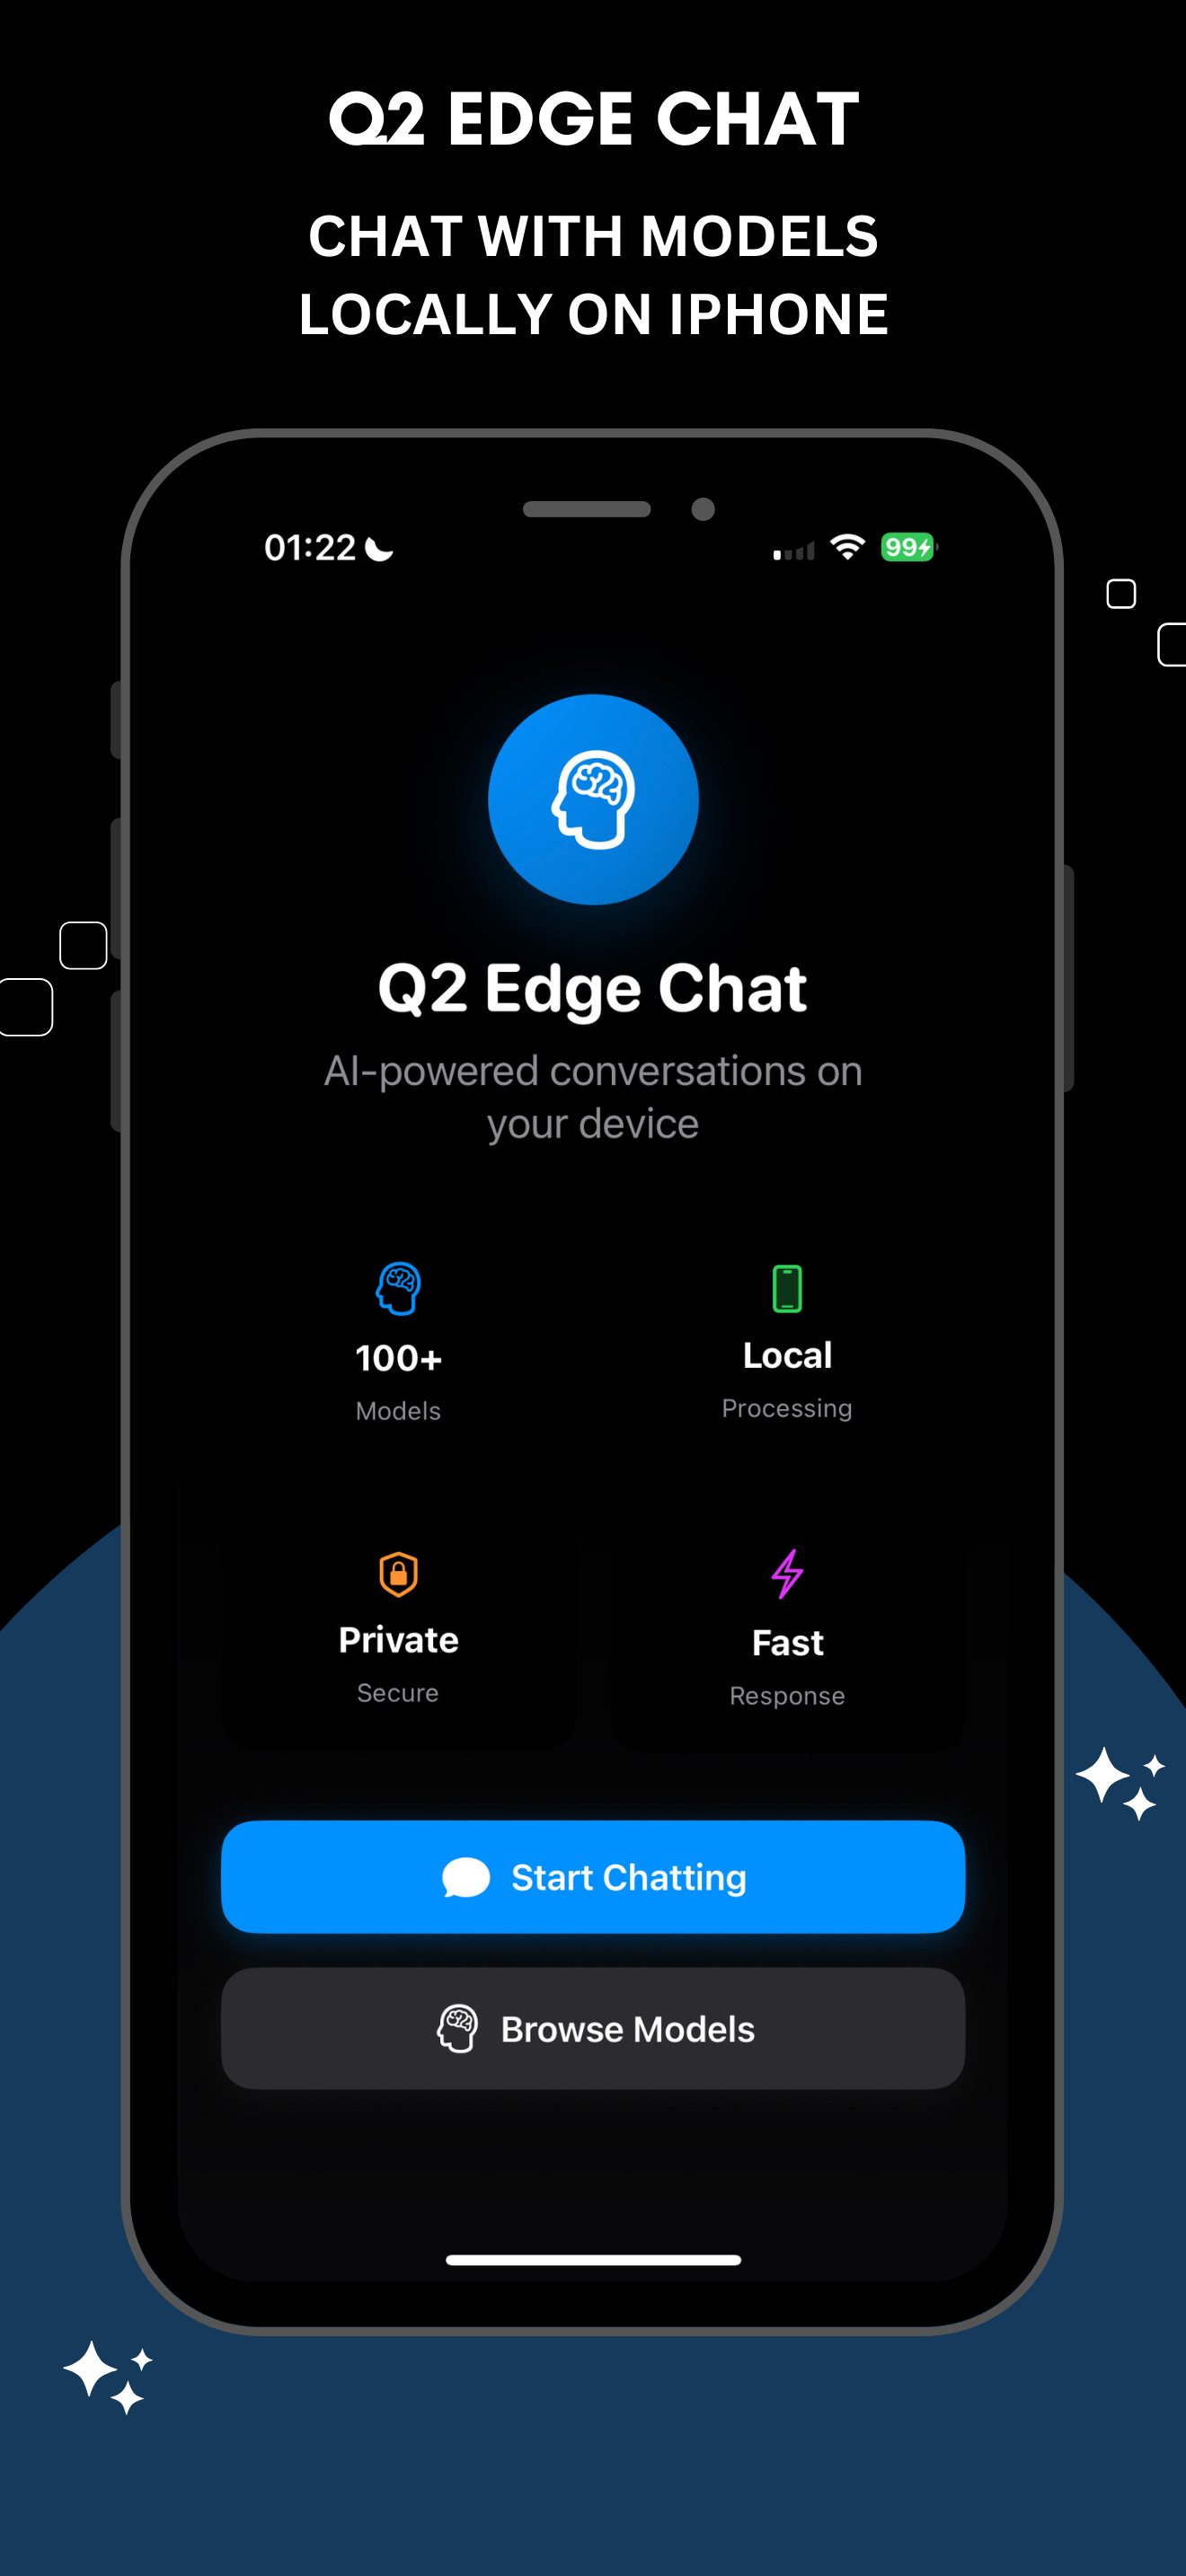 Q2 EDGE CHAT
CHAT WITH MODELS
LOCALLY ON IPHONE
01:22
99
Q2 Edge Chat
AI-powered conversations on
your device
100+
Models
Local
Processing
Private
Secure
Fast
Response
Start Chatting
Browse Models